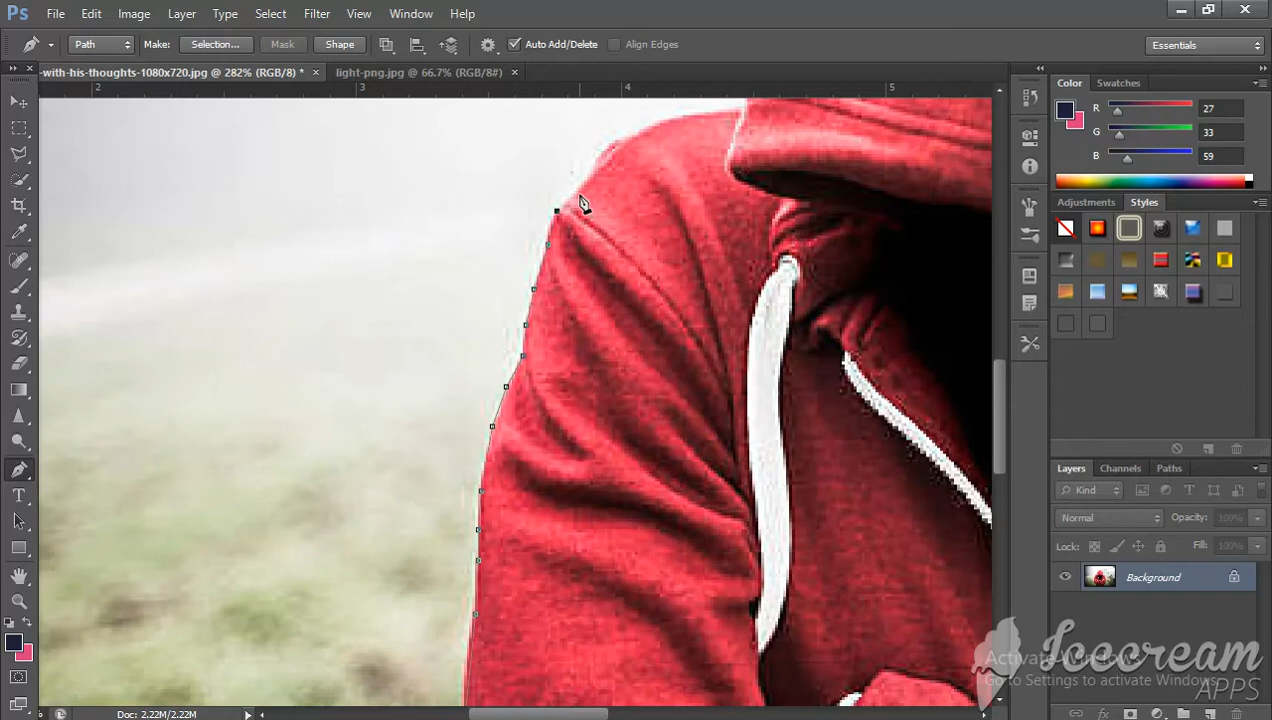 Ps File Edit Image Layer Type Select Filter View Window Help
Path Make: Selection... Mask Shape Auto Add/Delete Align Edges Essentials
-with-his-thoughts-1080x720.jpg @ 282% (RGB/8) * × light-png.jpg @ 66.7% (RGB/8#) ×
2 3 4 5
Color Swatches
R 27
G 33
B 59
Adjustments Styles
Layers Channels Paths
Kind
Normal Opacity: 100%
Lock: Fill: 100%
Background
T
Icecream
APPS
Activate Windows
Go to Settings to activate Windows.
fx
Doc: 2.22M/2.22M